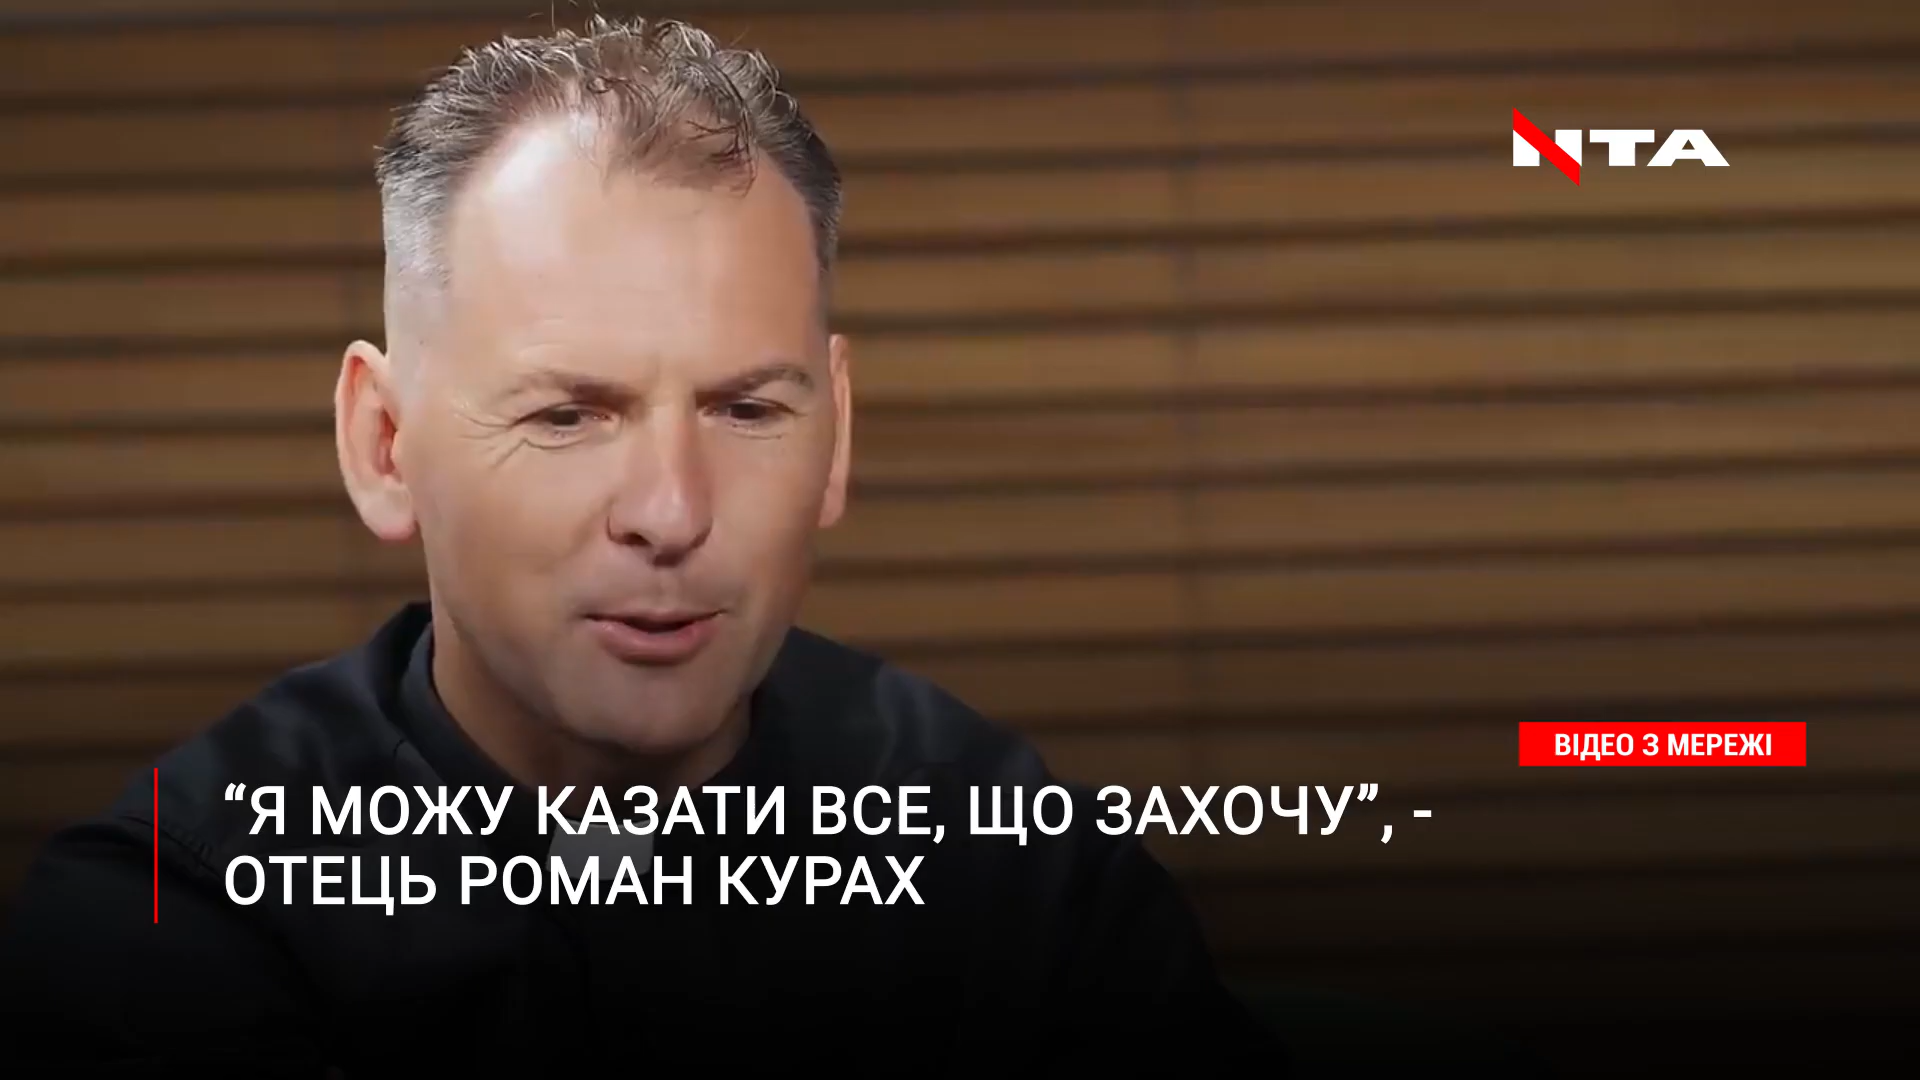 NTA
ВІДЕО З МЕРЕЖІ
“Я МОЖУ КАЗАТИ ВСЕ, ЩО ЗАХОЧУ”, -
ОТЕЦЬ РОМАН КУРАХ